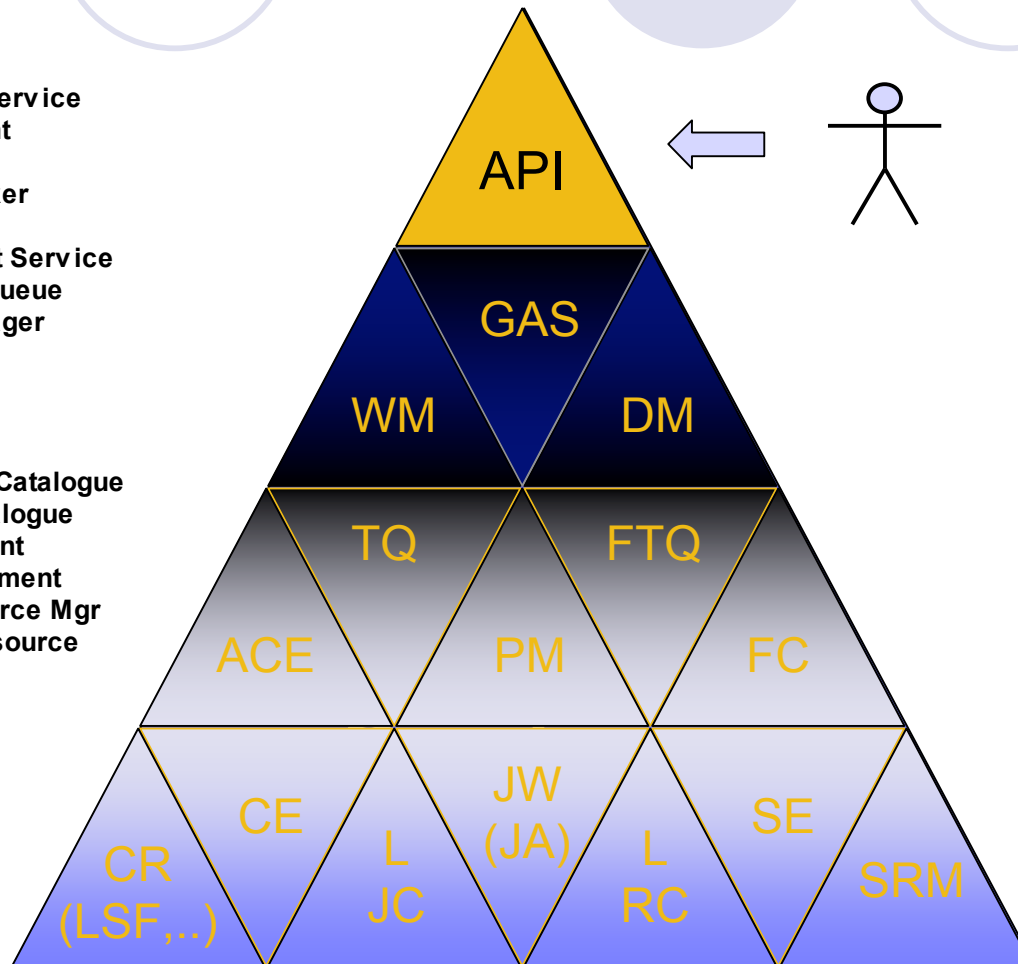 ervice
nt
er
t Service
ueue
ger
Catalogue
logue
nt
ment
rce Mgr
source
API
GAS
WM
DM
TQ
FTQ
ACE
PM
FC
CR
(LSF,..)
CE
L
JC
JW
(JA)
L
RC
SE
SRM